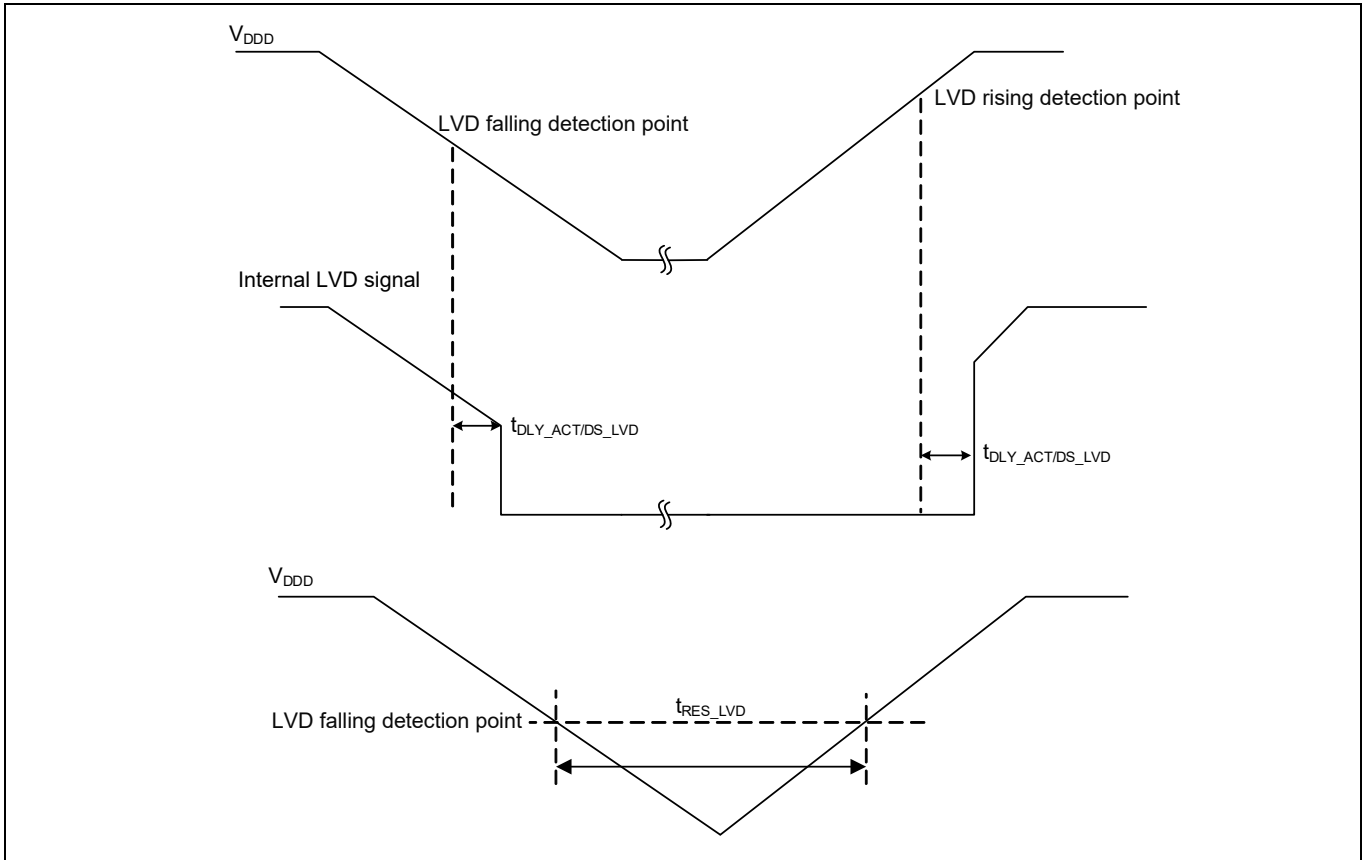 VDDD
LVD rising detection point
LVD falling detection point
Internal LVD signal
tDLY_ACT/DS_LVD
tDLY_ACT/DS_LVD
VDDD
tRES_LVD
LVD falling detection point